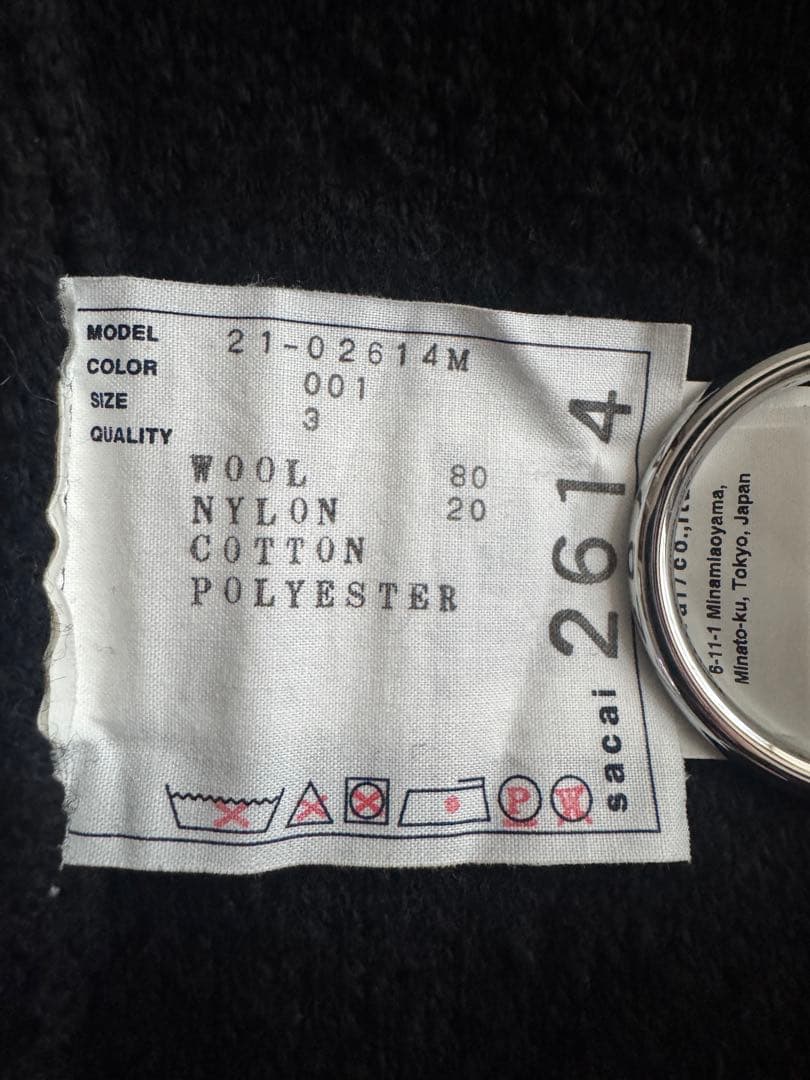 MODEL 21-02614M
COLOR 001
SIZE 3
QUALITY
WOOL 80
NYLON 20
COTTON
POLYESTER
P W
sacai 2614
6-11-1 Minamiaoyama,
Minato-ku, Tokyo, Japan